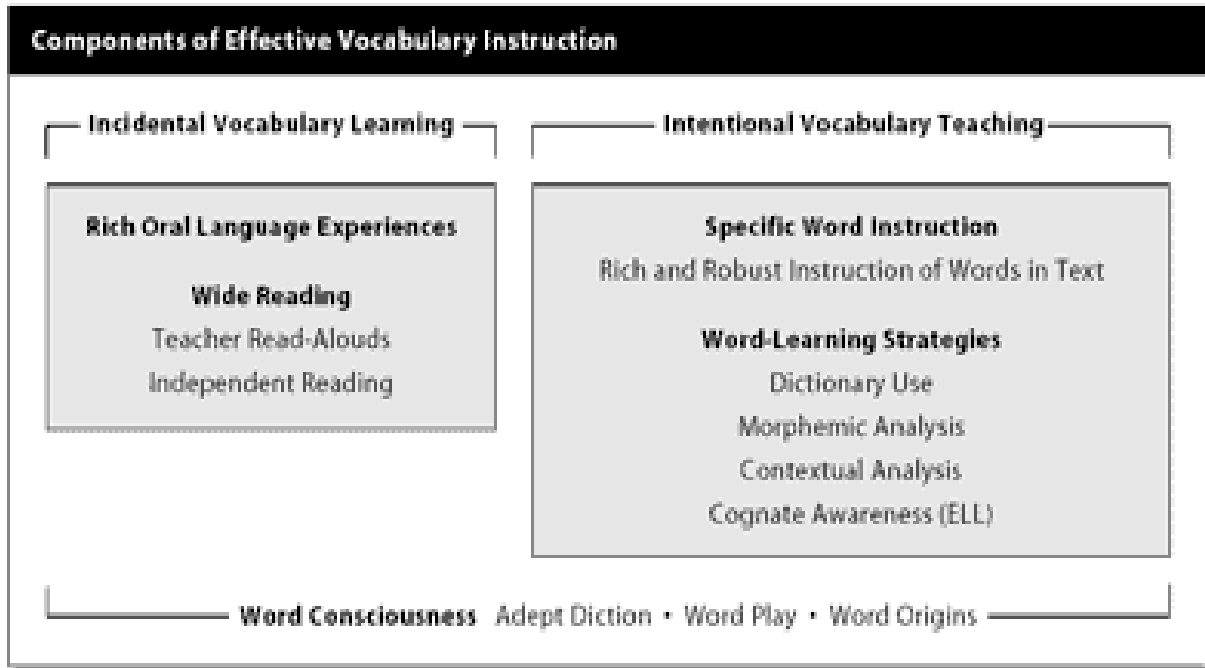 Components of Effective Vocabulary Instruction
Incidental Vocabulary Learning
Rich Oral Language Experiences
Wide Reading
Teacher Read-Alouds
Independent Reading
Intentional Vocabulary Teaching
Specific Word Instruction
Rich and Robust Instruction of Words in Text
Word-Learning Strategies
Dictionary Use
Morphemic Analysis
Contextual Analysis
Cognate Awareness (ELL)
Word Consciousness Adept Diction • Word Play • Word Origins